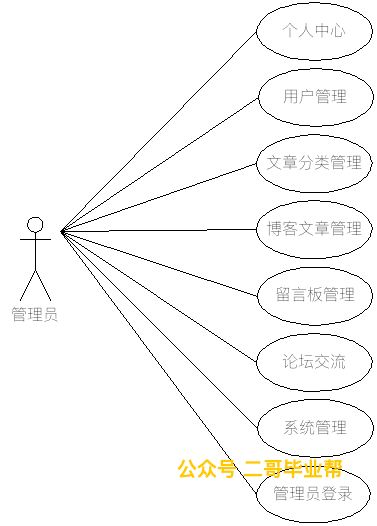 个人中心
用户管理
文章分类管理
博客文章管理
留言板管理
管理员
论坛交流
系统管理
公众号 二哥毕业帮
管理员登录